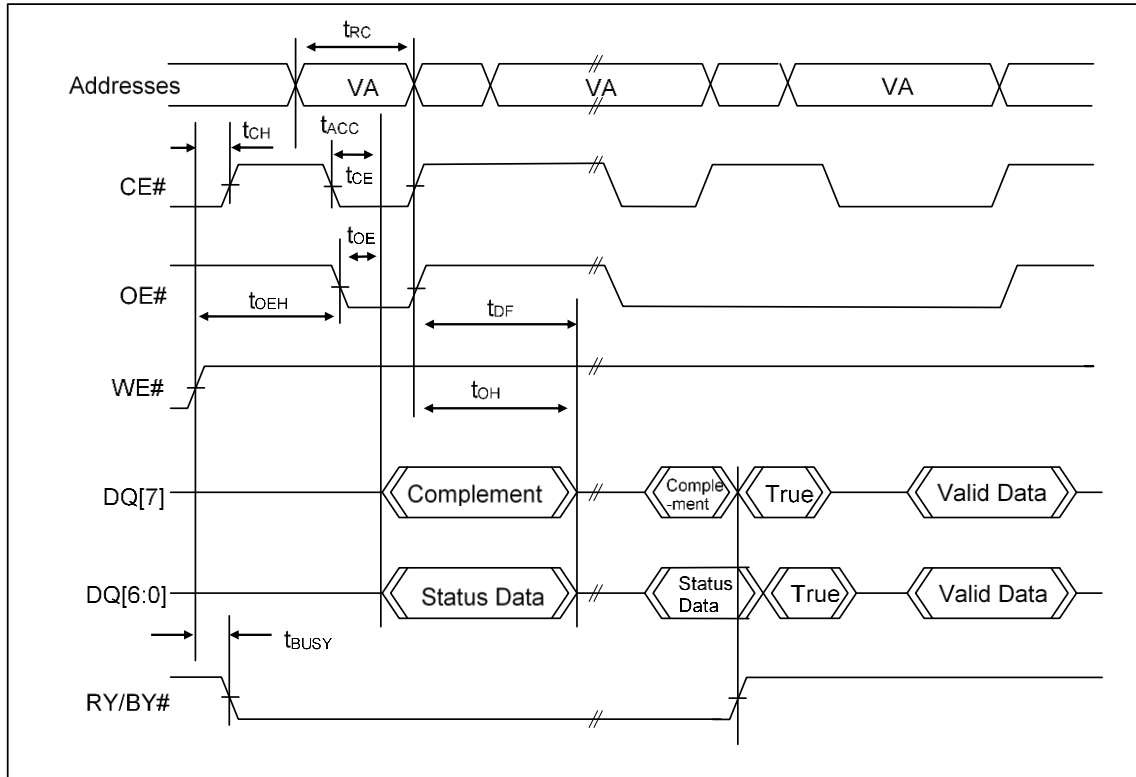 tRC
Addresses VA VA VA
tCH tACC
CE# tCE
tOE
OE#
tOEH tDF
WE#
tOH
DQ[7] Complement Comple True Valid Data
-ment
DQ[6:0] Status Data Status True Valid Data
Data
tBUSY
RY/BY#